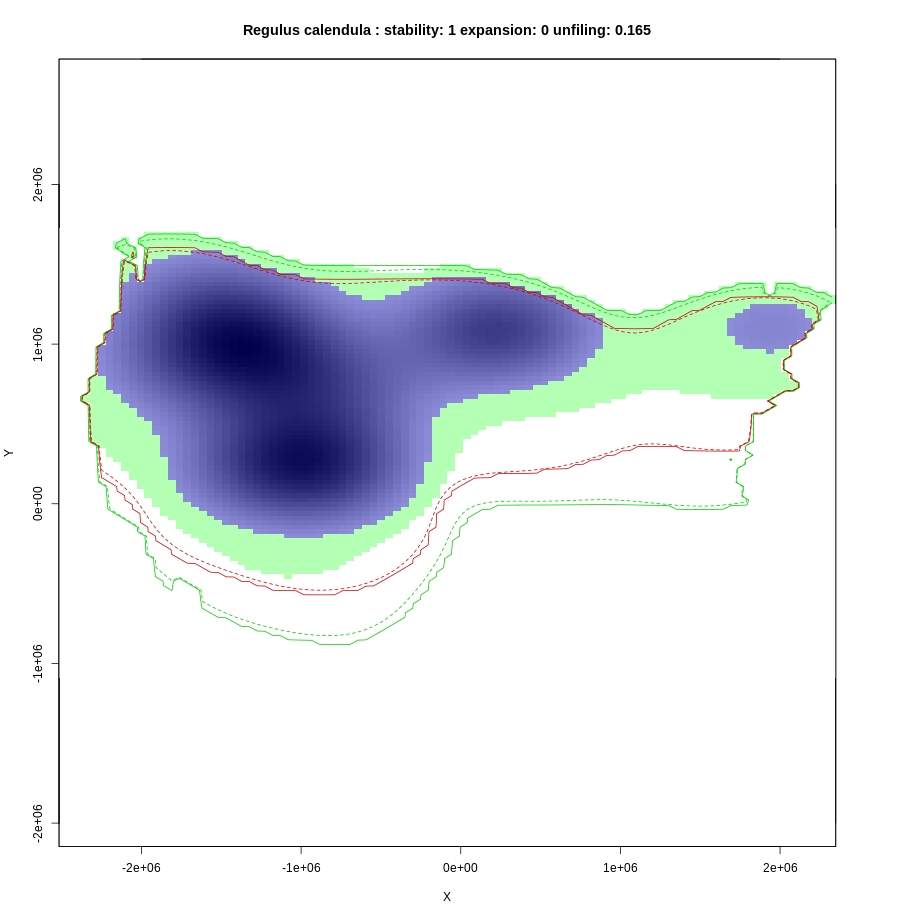 Regulus calendula : stability: 1 expansion: 0 unfiling: 0.165
2e+06
1e+06
0e+00
-1e+06
-2e+06
Y
-2e+06 -1e+06 0e+00 1e+06 2e+06
X